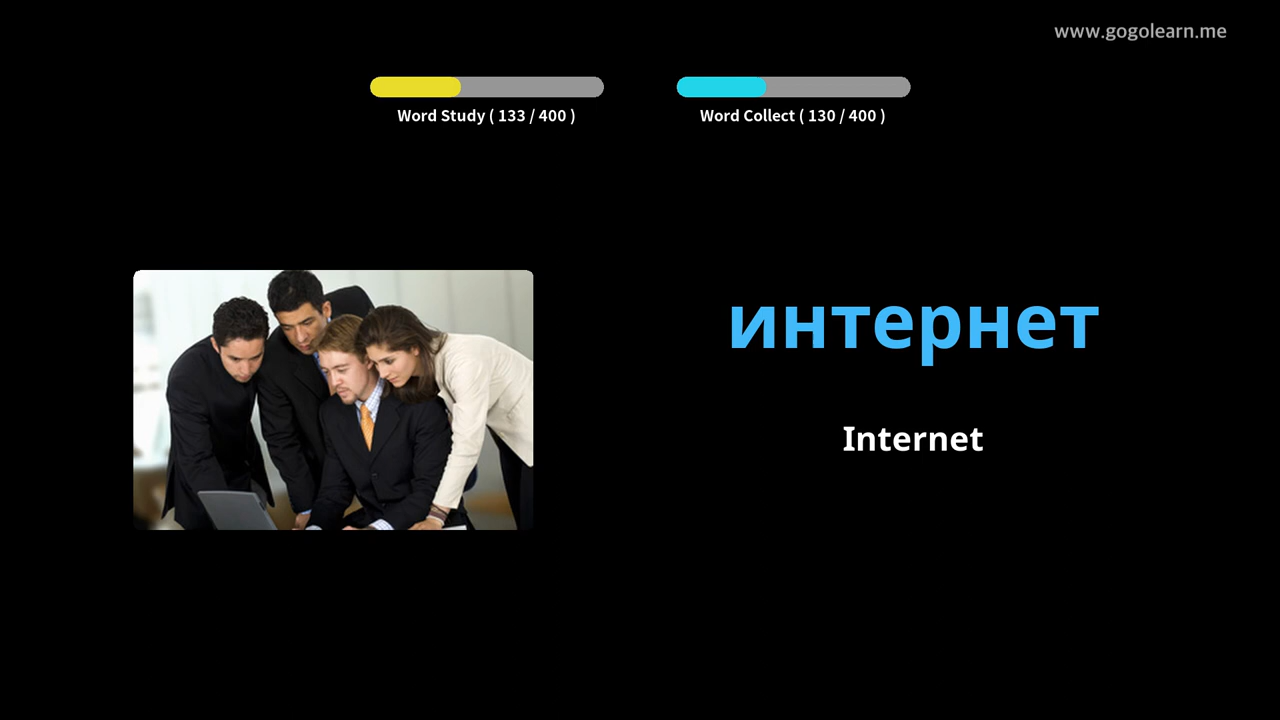 www.gogolearn.me
Word Study ( 133 / 400 )
Word Collect ( 130 / 400 )
интернет
Internet